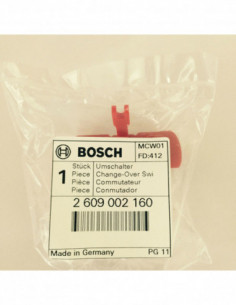 BOSCH
MCW01
FD:412
1
Stück Umschalter
Piece Change-Over Swi
Pièce Commutateur
Piece Conmutador
2 609 002 160
Made in Germany PG 11